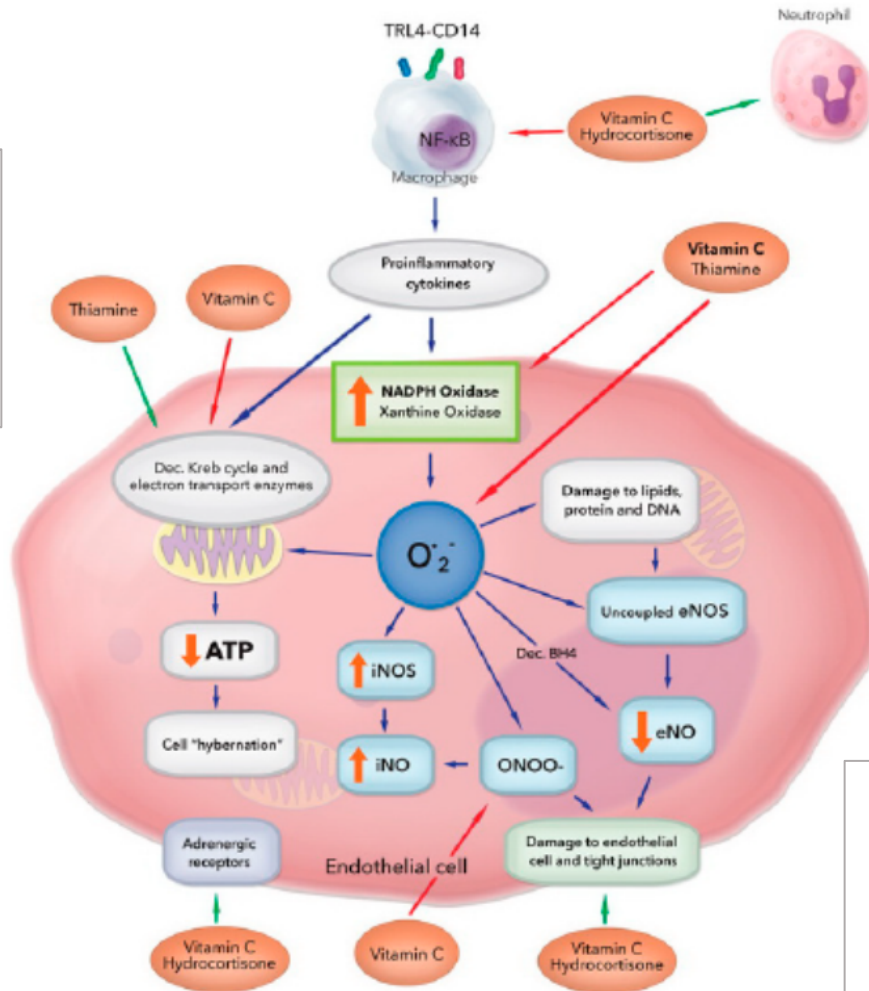 Neutrophil
TRL4-CD14
NF-κB
Macrophage
Vitamin C
Hydrocortisone
Proinflammatory
cytokines
Vitamin C
Thiamine
Thiamine
Vitamin C
NADPH Oxidase
Xanthine Oxidase
Dec. Kreb cycle and
electron transport enzymes
O˙₂˙⁻
Damage to lipids,
protein and DNA
Uncoupled eNOS
ATP
iNOS
Dec. BH4
eNO
Cell "hybernation"
iNO
ONOO-
Adrenergic
receptors
Endothelial cell
Damage to endothelial
cell and tight junctions
Vitamin C
Hydrocortisone
Vitamin C
Vitamin C
Hydrocortisone